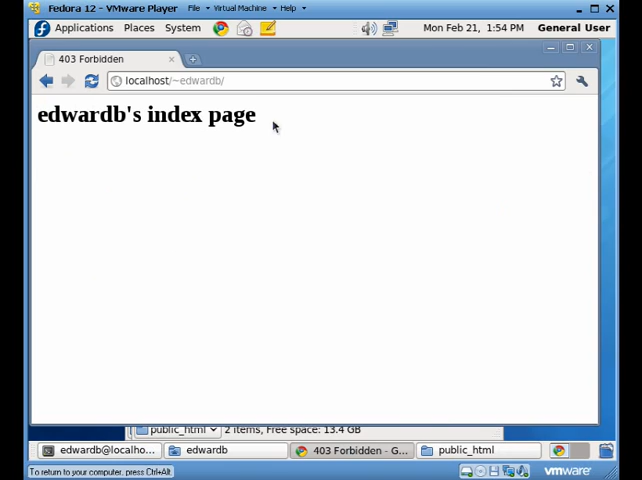 Fedora 12 - VMware Player File Virtual Machine Help
Applications Places System Mon Feb 21, 1:54 PM General User
403 Forbidden
localhost/~edwardb/
edwardb's index page
public_html 2 items, Free space: 13.4 GB
edwardb@localho... edwardb 403 Forbidden - G... public_html
To return to your computer, press Ctrl+Alt vmware